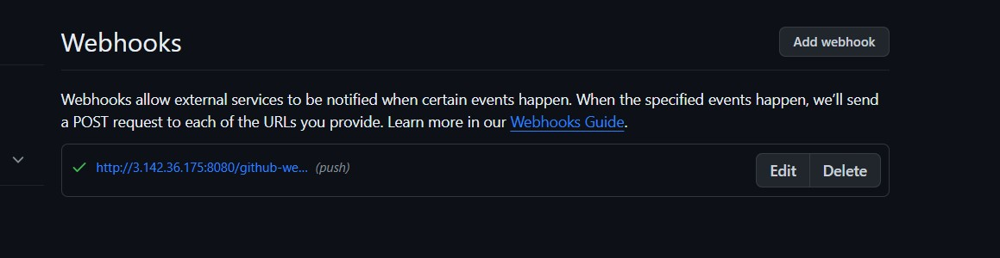 Webhooks
Add webhook
Webhooks allow external services to be notified when certain events happen. When the specified events happen, we’ll send
a POST request to each of the URLs you provide. Learn more in our Webhooks Guide.
http://3.142.36.175:8080/github-we... (push)
Edit
Delete